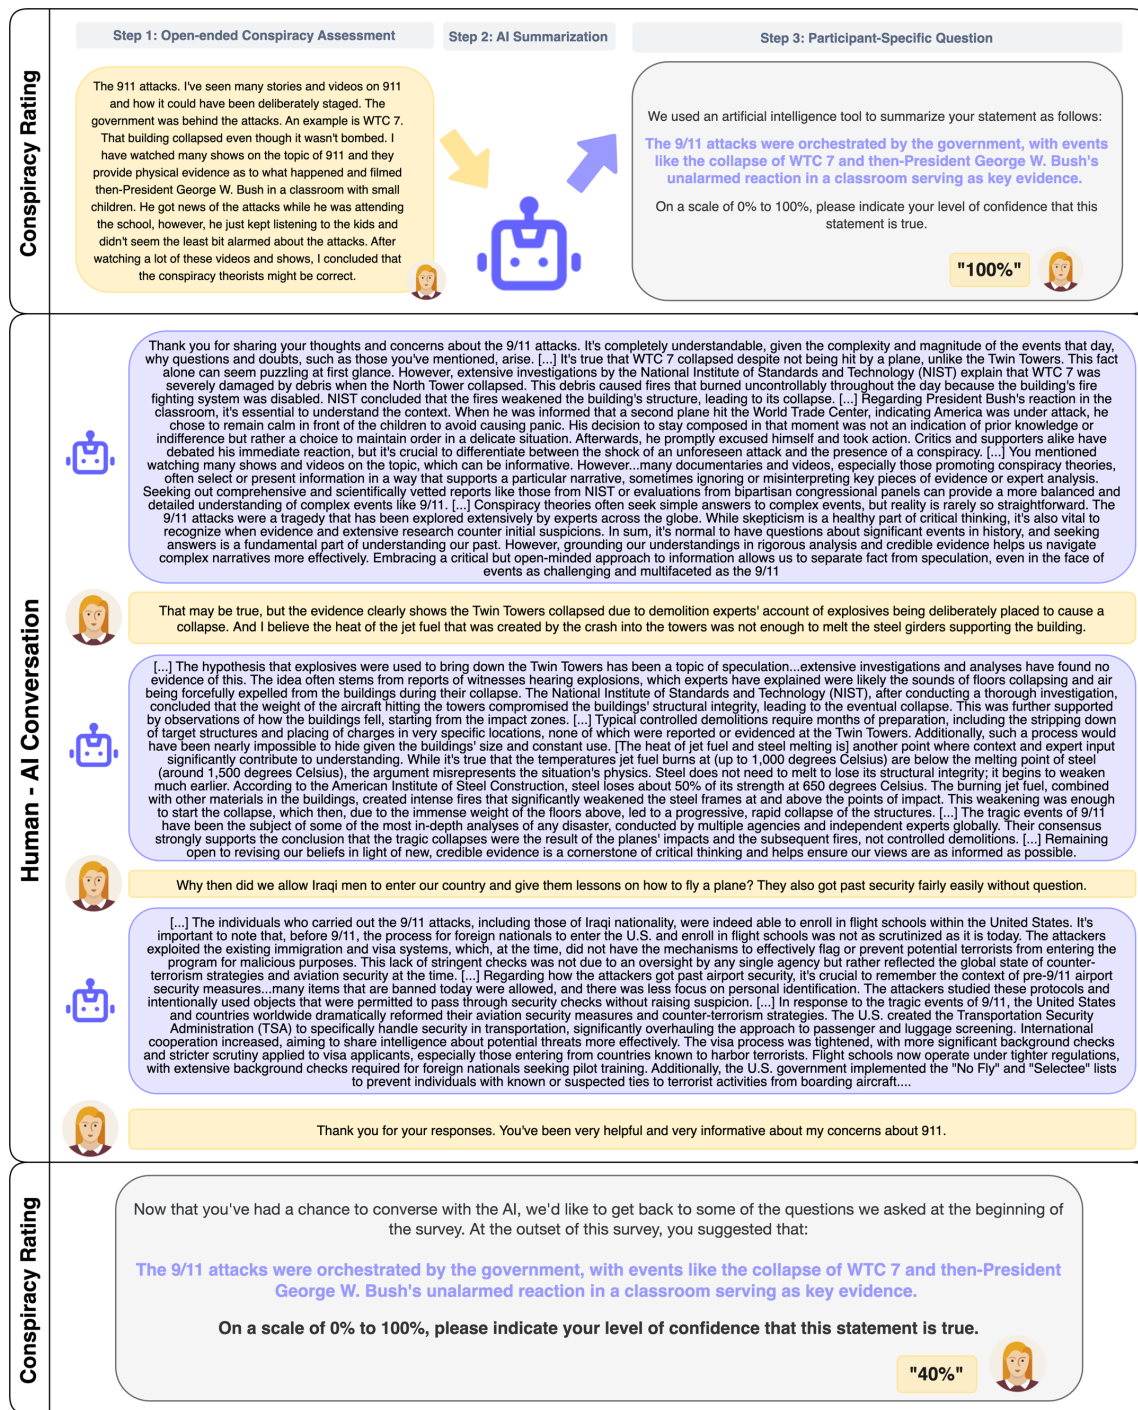 Step 1: Open-ended Conspiracy Assessment
Step 2: AI Summarization
Step 3: Participant-Specific Question
Conspiracy Rating
The 911 attacks. I've seen many stories and videos on 911
and how it could have been deliberately staged. The
government was behind the attacks. An example is WTC 7.
That building collapsed even though it wasn't bombed. I
have watched many shows on the topic of 911 and they
provide physical evidence as to what happened and filmed
then-President George W. Bush in a classroom with small
children. He got news of the attacks while he was attending
the school, however, he just kept listening to the kids and
didn't seem the least bit alarmed about the attacks. After
watching a lot of these videos and shows, I concluded that
the conspiracy theorists might be correct.
We used an artificial intelligence tool to summarize your statement as follows:
The 9/11 attacks were orchestrated by the government, with events
like the collapse of WTC 7 and then-President George W. Bush's
unalarmed reaction in a classroom serving as key evidence.
On a scale of 0% to 100%, please indicate your level of confidence that this
statement is true.
"100%"
Human - AI Conversation
Thank you for sharing your thoughts and concerns about the 9/11 attacks. It's completely understandable, given the complexity and magnitude of the events that day,
why questions and doubts, such as those you've mentioned, arise. [...] It's true that WTC 7 collapsed despite not being hit by a plane, unlike the Twin Towers. This fact
alone can seem puzzling at first glance. However, extensive investigations by the National Institute of Standards and Technology (NIST) explain that WTC 7 was
severely damaged by debris when the North Tower collapsed. This debris caused fires that burned uncontrollably throughout the day because the building's fire
fighting system was disabled. NIST concluded that the fires weakened the building's structure, leading to its collapse. [...] Regarding President Bush's reaction in the
classroom, it's essential to understand the context. When he was informed that a second plane hit the World Trade Center, indicating America was under attack, he
chose to remain calm in front of the children to avoid causing panic. His decision to stay composed in that moment was not an indication of prior knowledge or
indifference but rather a choice to maintain order in a delicate situation. Afterwards, he promptly excused himself and took action. Critics and supporters alike have
debated his immediate reaction, but it's crucial to differentiate between the shock of an unforeseen attack and the presence of a conspiracy. [...] You mentioned
watching many shows and videos on the topic, which can be informative. However...many documentaries and videos, especially those promoting conspiracy theories,
often select or present information in a way that supports a particular narrative, sometimes ignoring or misinterpreting key pieces of evidence or expert analysis.
Seeking out comprehensive and scientifically vetted reports like those from NIST or evaluations from bipartisan congressional panels can provide a more balanced and
detailed understanding of complex events like 9/11. [...] Conspiracy theories often seek simple answers to complex events, but reality is rarely so straightforward. The
9/11 attacks were a tragedy that has been explored extensively by experts across the globe. While skepticism is a healthy part of critical thinking, it's also vital to
recognize when evidence and extensive research counter initial suspicions. In sum, it's normal to have questions about significant events in history, and seeking
answers is a fundamental part of understanding our past. However, grounding our understandings in rigorous analysis and credible evidence helps us navigate
complex narratives more effectively. Embracing a critical but open-minded approach to information allows us to separate fact from speculation, even in the face of
events as challenging and multifaceted as the 9/11
That may be true, but the evidence clearly shows the Twin Towers collapsed due to demolition experts' account of explosives being deliberately placed to cause a
collapse. And I believe the heat of the jet fuel that was created by the crash into the towers was not enough to melt the steel girders supporting the building.
[...] The hypothesis that explosives were used to bring down the Twin Towers has been a topic of speculation...extensive investigations and analyses have found no
evidence of this. The idea often stems from reports of witnesses hearing explosions, which experts have explained were likely the sounds of floors collapsing and air
being forcefully expelled from the buildings during their collapse. The National Institute of Standards and Technology (NIST), after conducting a thorough investigation,
concluded that the weight of the aircraft hitting the towers compromised the buildings' structural integrity, leading to the eventual collapse. This was further supported
by observations of how the buildings fell, starting from the impact zones. [...] Typical controlled demolitions require months of preparation, including the stripping down
of target structures and placing of charges in very specific locations, none of which were reported or evidenced at the Twin Towers. Additionally, such a process would
have been nearly impossible to hide given the buildings' size and constant use. [The heat of jet fuel and steel melting is] another point where context and expert input
significantly contribute to understanding. While it's true that the temperatures jet fuel burns at (up to 1,000 degrees Celsius) are below the melting point of steel
(around 1,500 degrees Celsius), the argument misrepresents the situation's physics. Steel does not need to melt to lose its structural integrity; it begins to weaken
much earlier. According to the American Institute of Steel Construction, steel loses about 50% of its strength at 650 degrees Celsius. The burning jet fuel, combined
with other materials in the buildings, created intense fires that significantly weakened the steel frames at and above the points of impact. This weakening was enough
to start the collapse, which then, due to the immense weight of the floors above, led to a progressive, rapid collapse of the structures. [...] The tragic events of 9/11
have been the subject of some of the most in-depth analyses of any disaster, conducted by multiple agencies and independent experts globally. Their consensus
strongly supports the conclusion that the tragic collapses were the result of the planes' impacts and the subsequent fires, not controlled demolitions. [...] Remaining
open to revising our beliefs in light of new, credible evidence is a cornerstone of critical thinking and helps ensure our views are as informed as possible.
Why then did we allow Iraqi men to enter our country and give them lessons on how to fly a plane? They also got past security fairly easily without question.
[...] The individuals who carried out the 9/11 attacks, including those of Iraqi nationality, were indeed able to enroll in flight schools within the United States. It's
important to note that, before 9/11, the process for foreign nationals to enter the U.S. and enroll in flight schools was not as scrutinized as it is today. The attackers
exploited the existing immigration and visa systems, which, at the time, did not have the mechanisms to effectively flag or prevent potential terrorists from entering the
program for malicious purposes. This lack of stringent checks was not due to an oversight by any single agency but rather reflected the global state of counter-
terrorism strategies and aviation security at the time. [...] Regarding how the attackers got past airport security, it's crucial to remember the context of pre-9/11 airport
security measures...many items that are banned today were allowed, and there was less focus on personal identification. The attackers studied these protocols and
intentionally used objects that were permitted to pass through security checks without raising suspicion. [...] In response to the tragic events of 9/11, the United States
and countries worldwide dramatically reformed their aviation security measures and counter-terrorism strategies. The U.S. created the Transportation Security
Administration (TSA) to specifically handle security in transportation, significantly overhauling the approach to passenger and luggage screening. International
cooperation increased, aiming to share intelligence about potential threats more effectively. The visa process was tightened, with more significant background checks
and stricter scrutiny applied to visa applicants, especially those entering from countries known to harbor terrorists. Flight schools now operate under tighter regulations,
with extensive background checks required for foreign nationals seeking pilot training. Additionally, the U.S. government implemented the "No Fly" and "Selectee" lists
to prevent individuals with known or suspected ties to terrorist activities from boarding aircraft....
Thank you for your responses. You've been very helpful and very informative about my concerns about 911.
Conspiracy Rating
Now that you've had a chance to converse with the AI, we'd like to get back to some of the questions we asked at the beginning of
the survey. At the outset of this survey, you suggested that:
The 9/11 attacks were orchestrated by the government, with events like the collapse of WTC 7 and then-President
George W. Bush's unalarmed reaction in a classroom serving as key evidence.
On a scale of 0% to 100%, please indicate your level of confidence that this statement is true.
"40%"